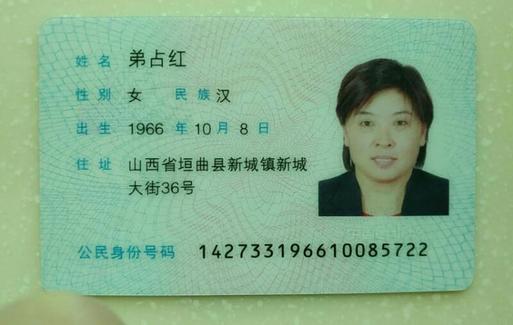 姓名 弟占红
性别 女 民族 汉
出生 1966 年 10 月 8 日
住址 山西省垣曲县新城镇新城
大街36号
公民身份号码 142733196610085722